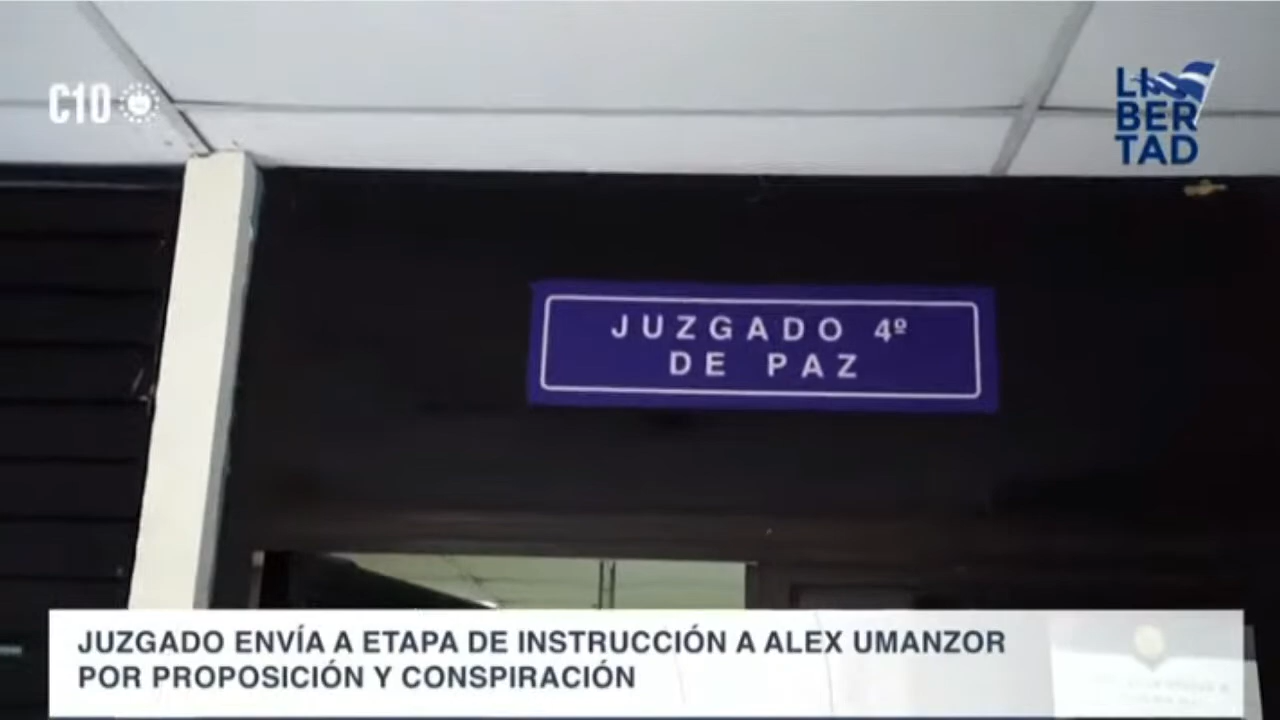 C10
LI
BER
TAD
JUZGADO 4º
DE PAZ
JUZGADO ENVÍA A ETAPA DE INSTRUCCIÓN A ALEX UMANZOR
POR PROPOSICIÓN Y CONSPIRACIÓN